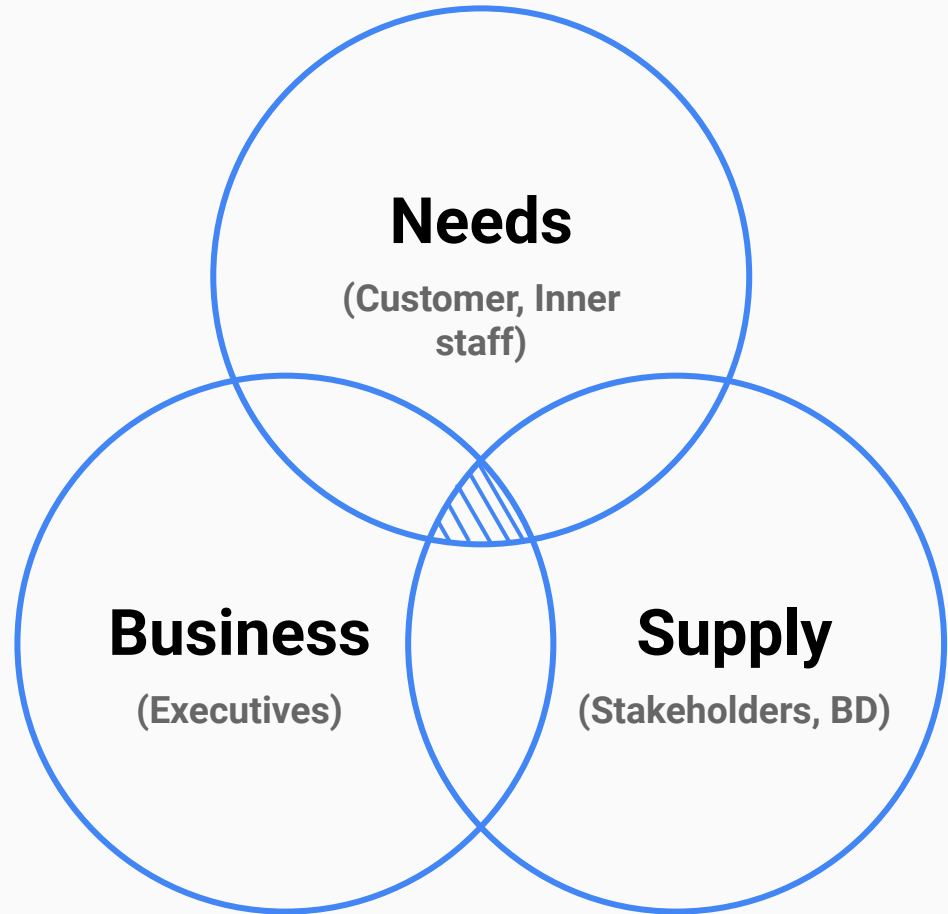 Needs
(Customer, Inner
staff)
Business
(Executives)
Supply
(Stakeholders, BD)